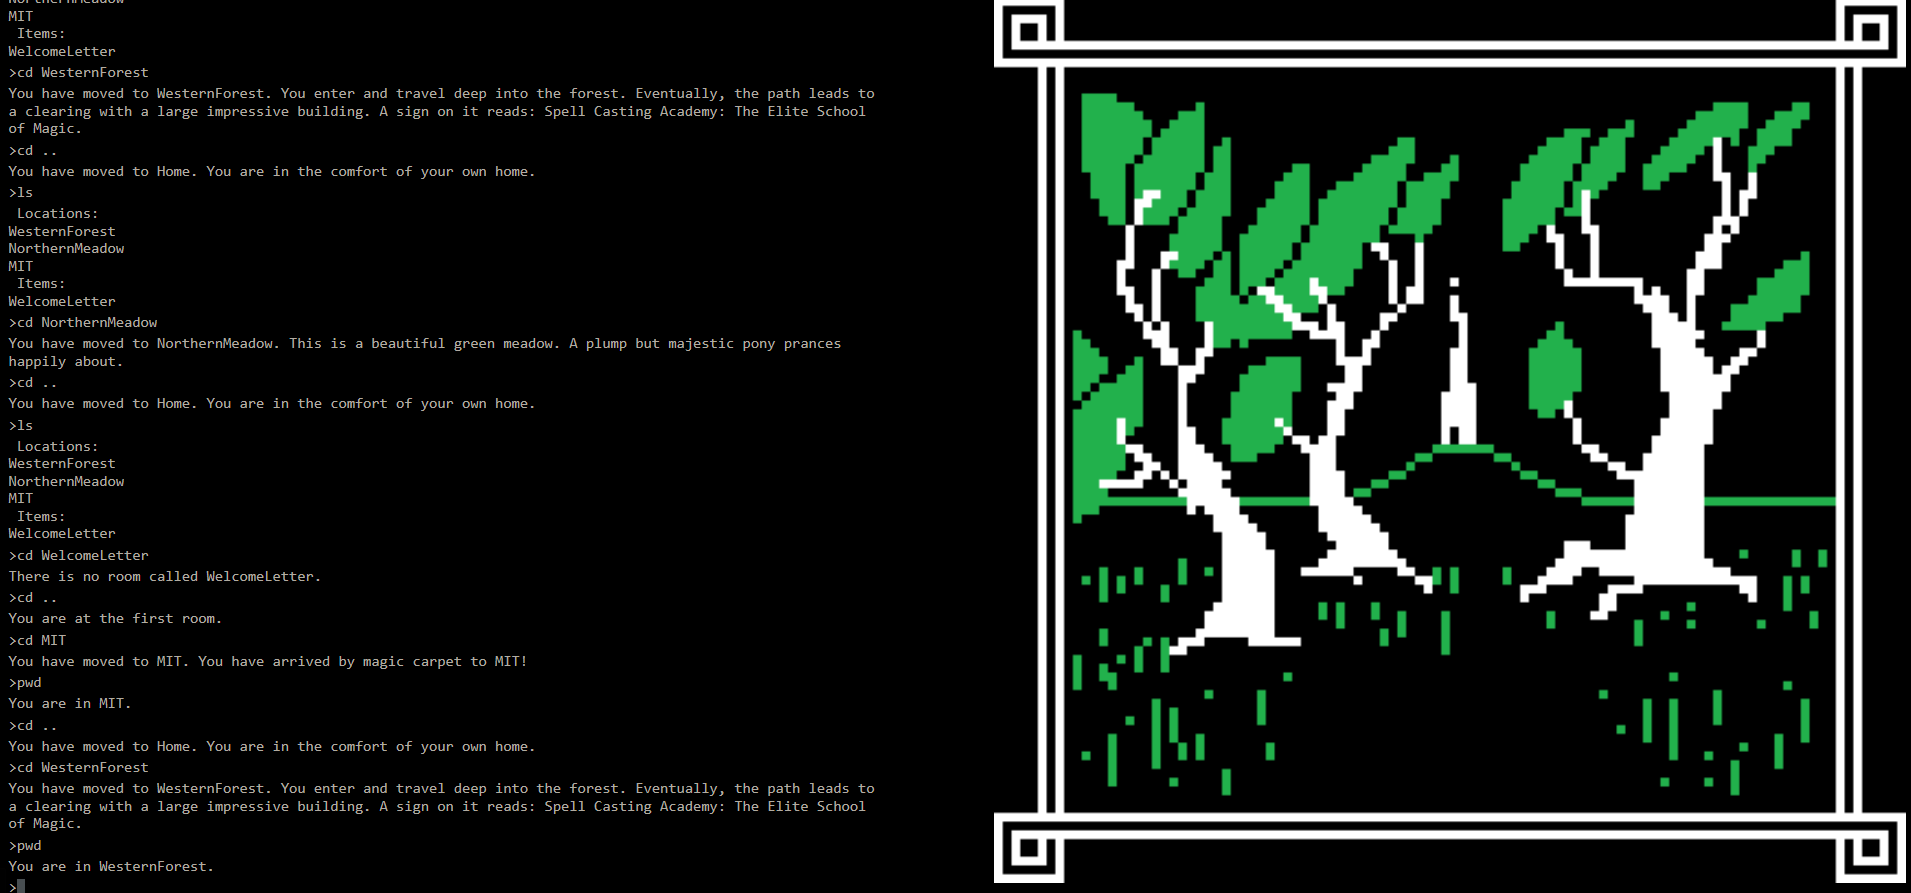 NorthernMeadow
MIT
 Items:
WelcomeLetter
>cd WesternForest
You have moved to WesternForest. You enter and travel deep into the forest. Eventually, the path leads to
a clearing with a large impressive building. A sign on it reads: Spell Casting Academy: The Elite School
of Magic.
>cd ..
You have moved to Home. You are in the comfort of your own home.
>ls
 Locations:
WesternForest
NorthernMeadow
MIT
 Items:
WelcomeLetter
>cd NorthernMeadow
You have moved to NorthernMeadow. This is a beautiful green meadow. A plump but majestic pony prances
happily about.
>cd ..
You have moved to Home. You are in the comfort of your own home.
>ls
 Locations:
WesternForest
NorthernMeadow
MIT
 Items:
WelcomeLetter
>cd WelcomeLetter
There is no room called WelcomeLetter.
>cd ..
You are at the first room.
>cd MIT
You have moved to MIT. You have arrived by magic carpet to MIT!
>pwd
You are in MIT.
>cd ..
You have moved to Home. You are in the comfort of your own home.
>cd WesternForest
You have moved to WesternForest. You enter and travel deep into the forest. Eventually, the path leads to
a clearing with a large impressive building. A sign on it reads: Spell Casting Academy: The Elite School
of Magic.
>pwd
You are in WesternForest.
>